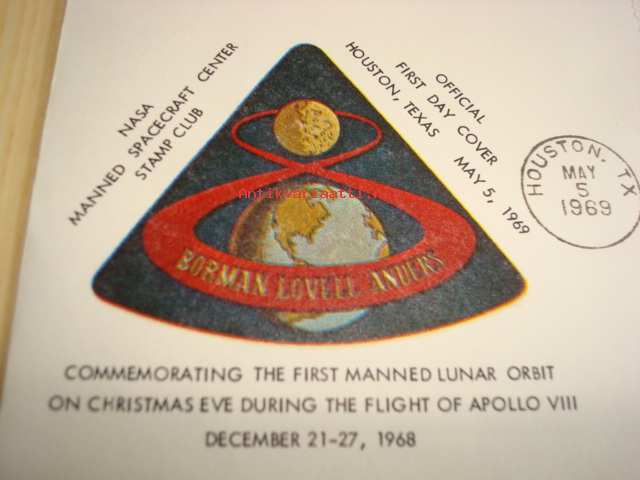 NASA
MANNED SPACECRAFT CENTER
STAMP CLUB
OFFICIAL
FIRST DAY COVER
HOUSTON, TEXAS MAY 5, 1969
HOUSTON, TX
MAY
5
1969
Antikvariaatti
BORMAN LOVELL ANDERS
COMMEMORATING THE FIRST MANNED LUNAR ORBIT
ON CHRISTMAS EVE DURING THE FLIGHT OF APOLLO VIII
DECEMBER 21-27, 1968